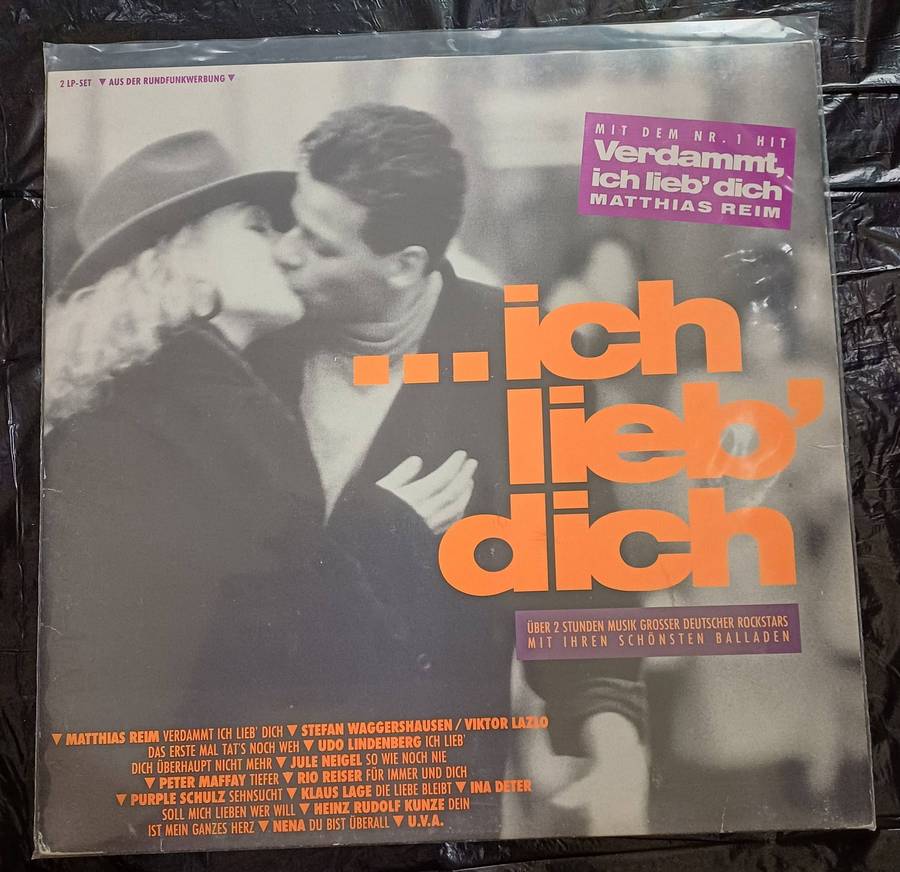 2 LP-SET ▼ AUS DER RUNDFUNKWERBUNG ▼
MIT DEM NR. 1 HIT
Verdammt,
ich lieb' dich
MATTHIAS REIM
...ich
lieb'
dich
ÜBER 2 STUNDEN MUSIK GROSSER DEUTSCHER ROCKSTARS
MIT IHREN SCHÖNSTEN BALLADEN
▼ MATTHIAS REIM VERDAMMT ICH LIEB' DICH ▼ STEFAN WAGGERSHAUSEN / VIKTOR LAZLO
DAS ERSTE MAL TAT'S NOCH WEH ▼ UDO LINDENBERG ICH LIEB'
DICH ÜBERHAUPT NICHT MEHR ▼ JULE NEIGEL SO WIE NOCH NIE
▼ PETER MAFFAY TIEFER ▼ RIO REISER FÜR IMMER UND DICH
▼ PURPLE SCHULZ SEHNSUCHT ▼ KLAUS LAGE DIE LIEBE BLEIBT ▼ INA DETER
SOLL MICH LIEBEN WER WILL ▼ HEINZ RUDOLF KUNZE DEIN
IST MEIN GANZES HERZ ▼ NENA DU BIST ÜBERALL ▼ U.V.A.